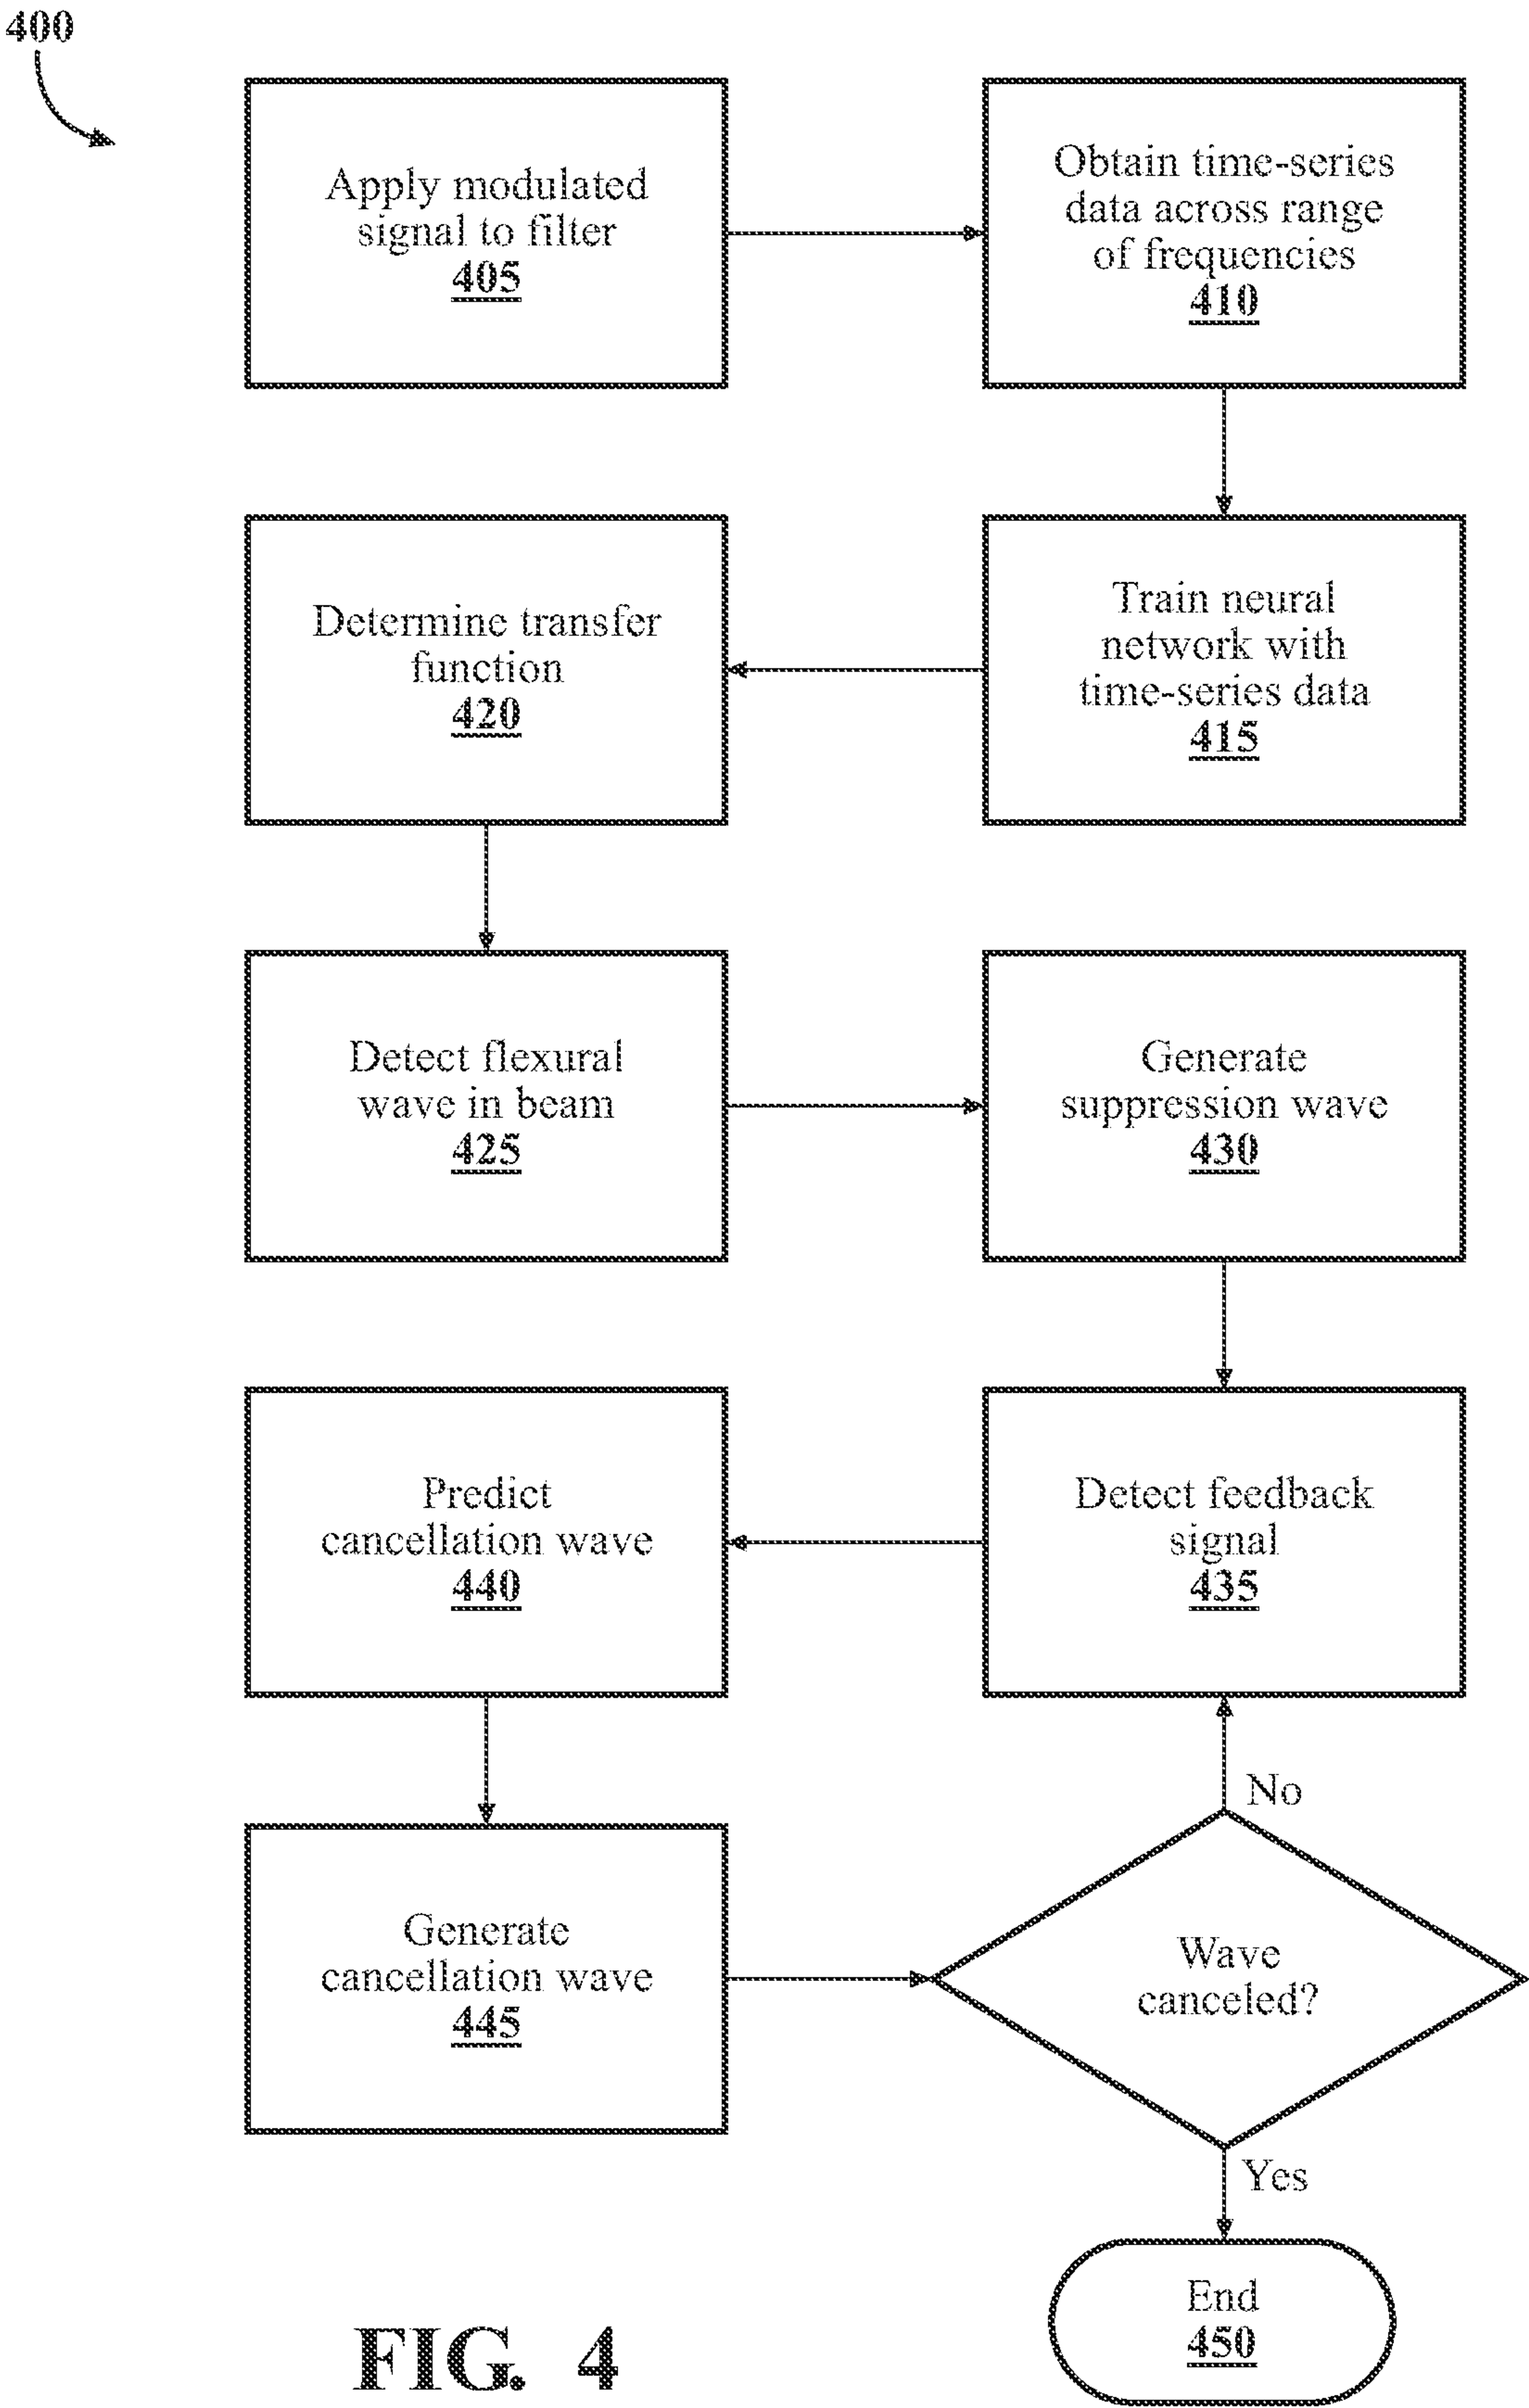 400
Apply modulated
signal to filter
405
Obtain time-series
data across range
of frequencies
410
Train neural
network with
time-series data
415
Determine transfer
function
420
Detect flexural
wave in beam
425
Generate
suppression wave
430
Detect feedback
signal
435
Predict
cancellation wave
440
Generate
cancellation wave
445
Wave
canceled?
No
Yes
End
450
FIG. 4